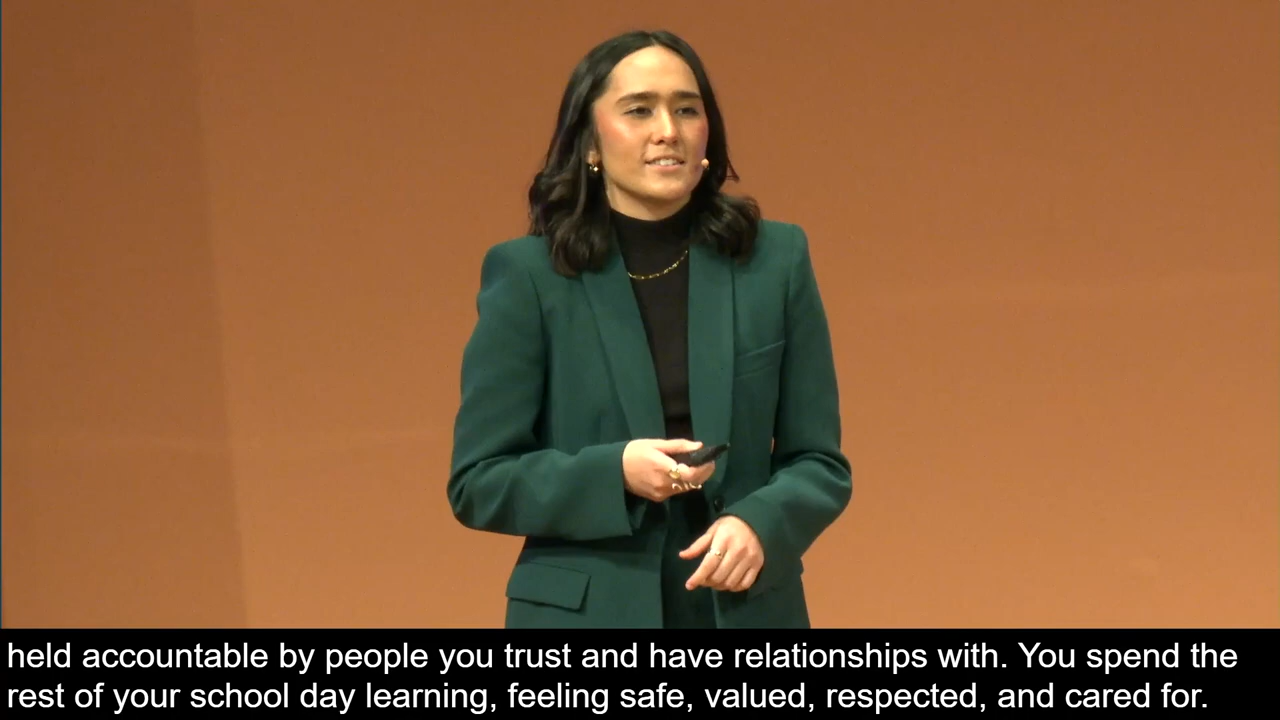 held accountable by people you trust and have relationships with. You spend the
rest of your school day learning, feeling safe, valued, respected, and cared for.